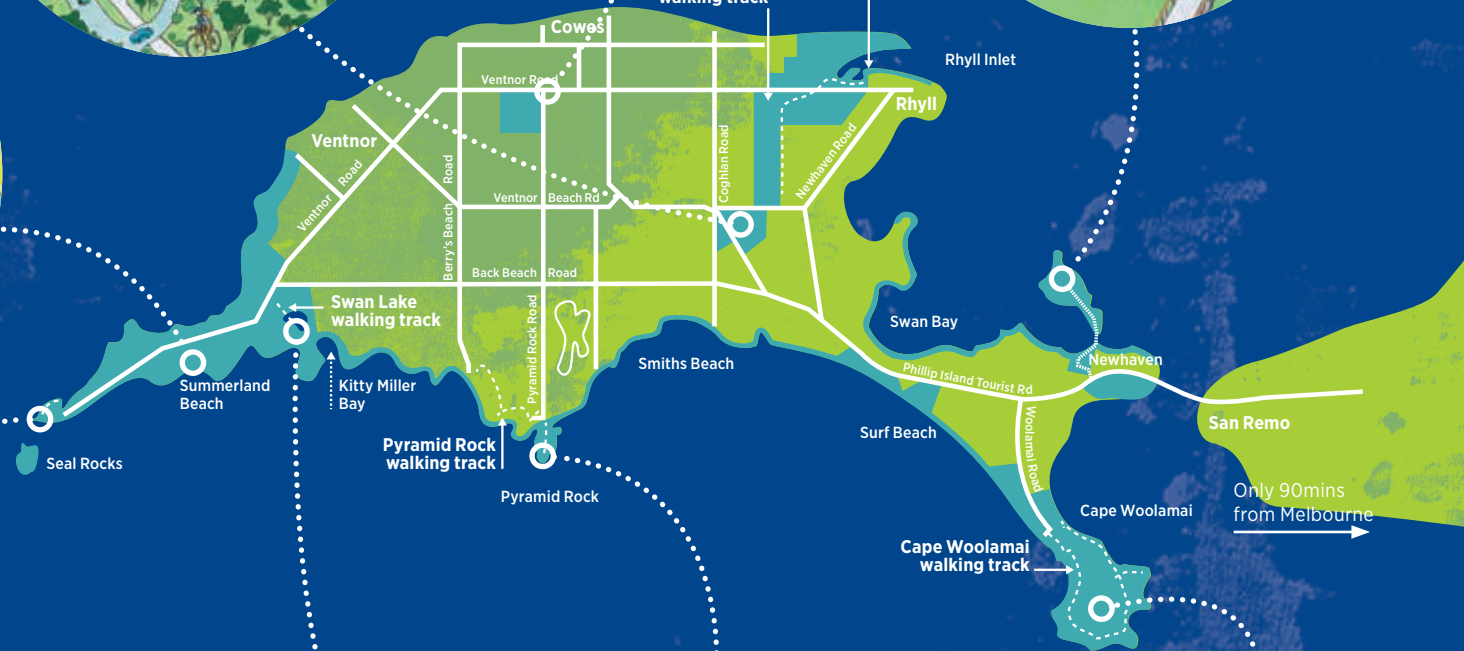 walking track
Cowes
Rhyll Inlet
Ventnor Road
Rhyll
Ventnor
Ventnor Road
Berry's Beach Road
Coghlan Road
Newhaven Road
Ventnor Beach Rd
Back Beach Road
Swan Lake
walking track
Pyramid Rock Road
Swan Bay
Smiths Beach
Newhaven
Summerland
Beach
Kitty Miller
Bay
Phillip Island Tourist Rd
Woolamai Road
San Remo
Surf Beach
Pyramid Rock
walking track
Seal Rocks
Pyramid Rock
Only 90mins
from Melbourne
Cape Woolamai
Cape Woolamai
walking track